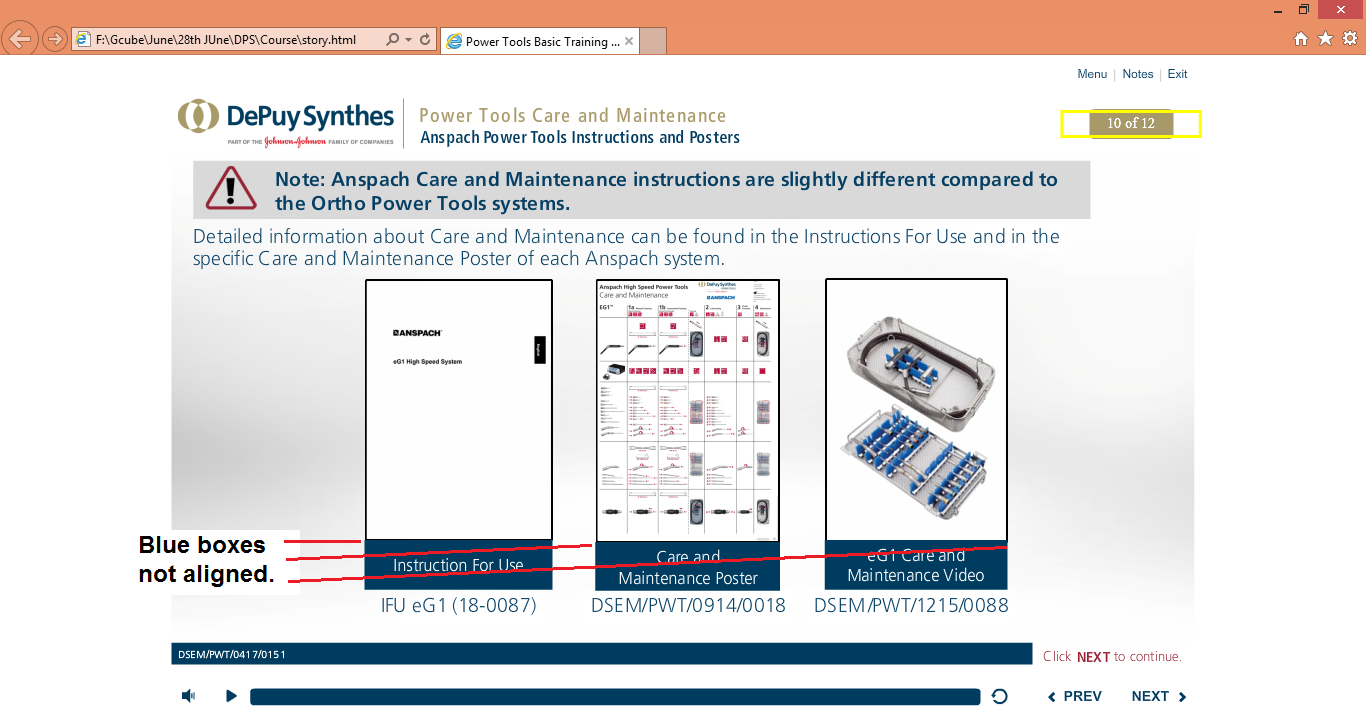 F:\Gcube\June\28th JUne\DPS\Course\story.html
Power Tools Basic Training ...
Menu | Notes | Exit
DePuy Synthes
PART OF THE Johnson-Johnson FAMILY OF COMPANIES
Power Tools Care and Maintenance
Anspach Power Tools Instructions and Posters
10 of 12
Note: Anspach Care and Maintenance instructions are slightly different compared to
the Ortho Power Tools systems.
Detailed information about Care and Maintenance can be found in the Instructions For Use and in the
specific Care and Maintenance Poster of each Anspach system.
ANSPACH
English
eG1 High Speed System
Anspach High Speed Power Tools
Care and Maintenance
DePuy Synthes
ANSPACH
EG1™ 1a 1b 2 3 4
Blue boxes
not aligned.
Instruction For Use
Care and
Maintenance Poster
eG1 Care and
Maintenance Video
IFU eG1 (18-0087)
DSEM/PWT/0914/0018
DSEM/PWT/1215/0088
DSEM/PWT/0417/0151
Click NEXT to continue.
PREV
NEXT